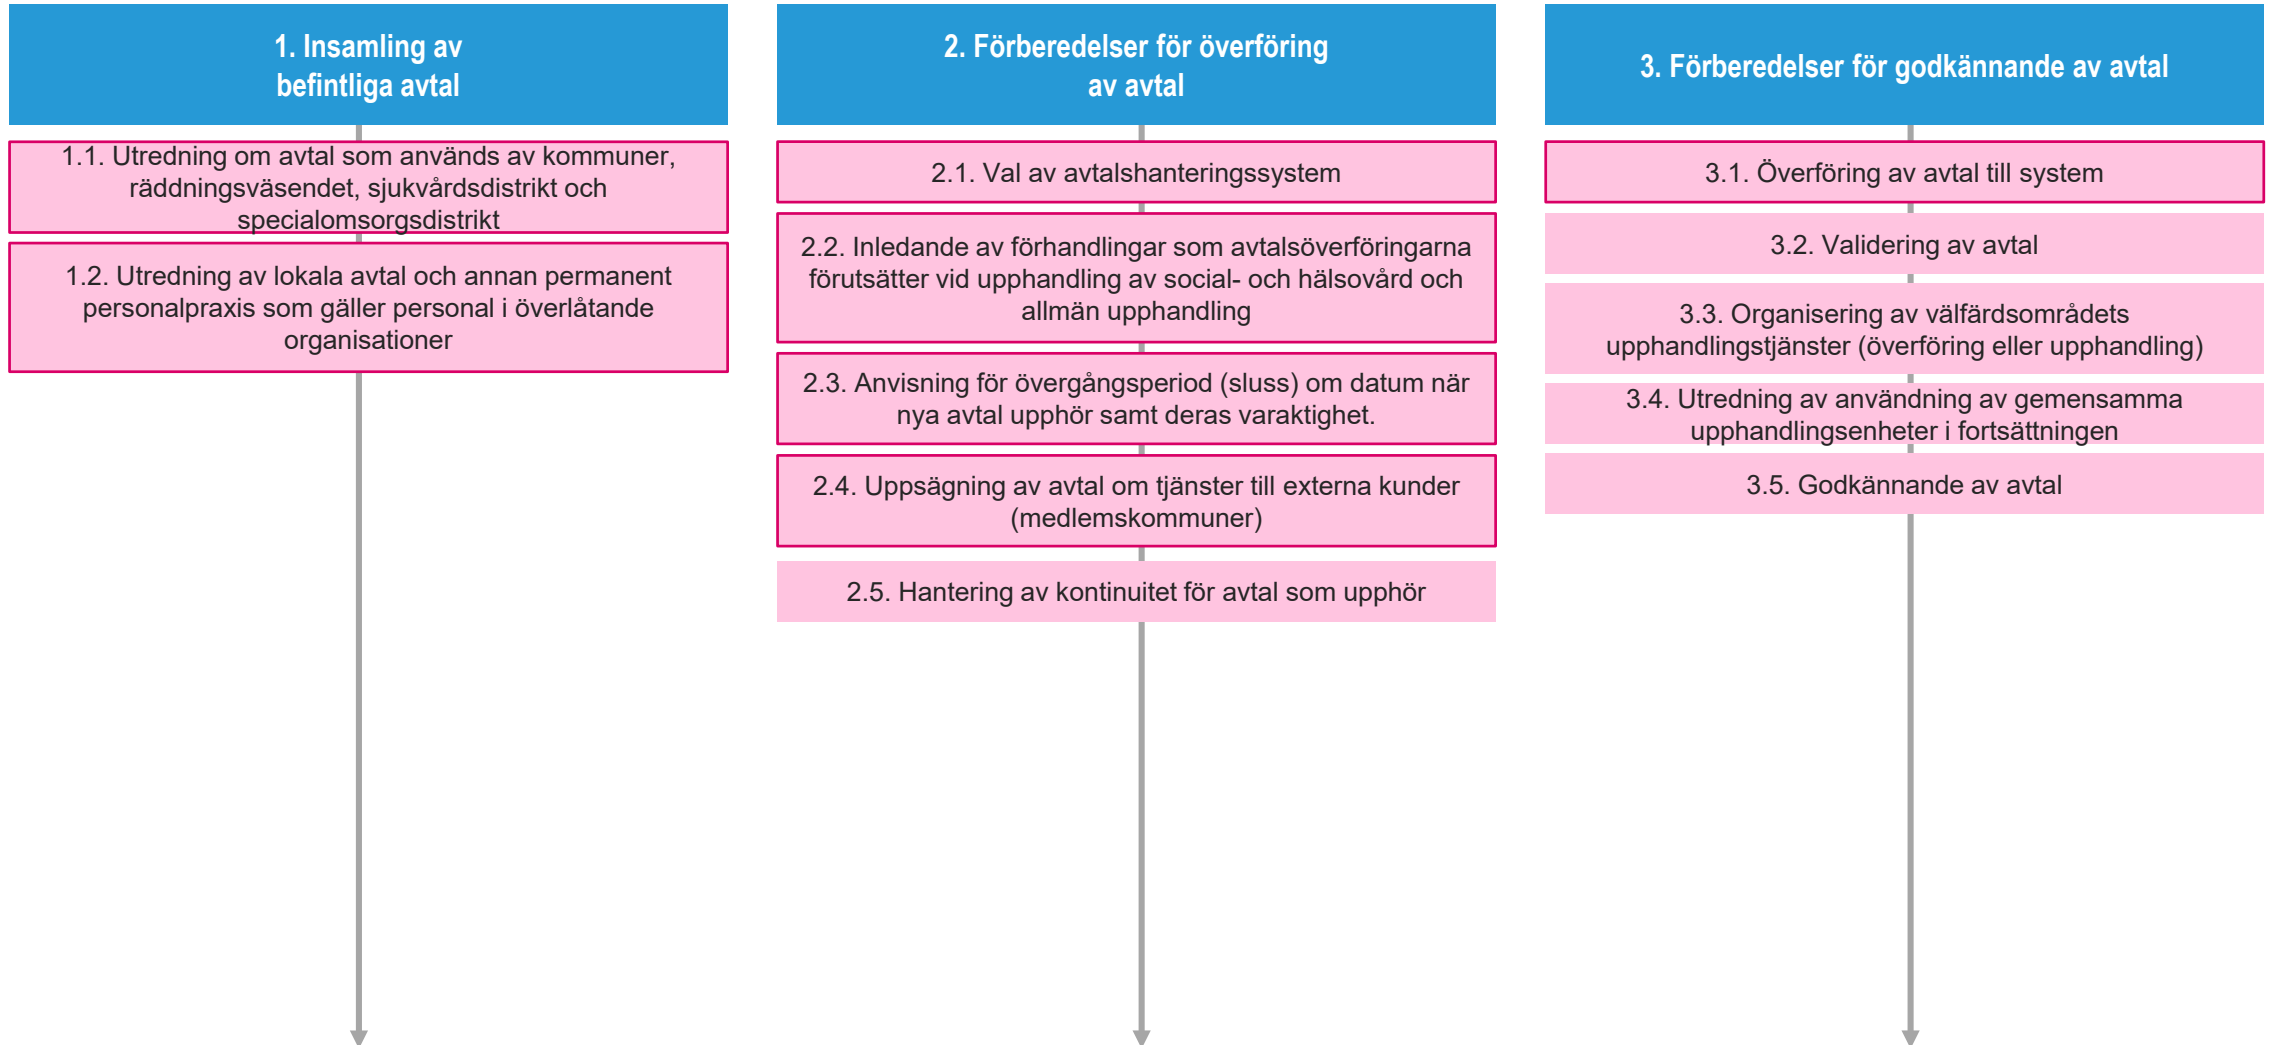 1. Insamling av
befintliga avtal
1.1. Utredning om avtal som används av kommuner,
räddningsväsendet, sjukvårdsdistrikt och
specialomsorgsdistrikt
1.2. Utredning av lokala avtal och annan permanent
personalpraxis som gäller personal i överlåtande
organisationer
2. Förberedelser för överföring
av avtal
2.1. Val av avtalshanteringssystem
2.2. Inledande av förhandlingar som avtalsöverföringarna
förutsätter vid upphandling av social- och hälsovård och
allmän upphandling
2.3. Anvisning för övergångsperiod (sluss) om datum när
nya avtal upphör samt deras varaktighet.
2.4. Uppsägning av avtal om tjänster till externa kunder
(medlemskommuner)
2.5. Hantering av kontinuitet för avtal som upphör
3. Förberedelser för godkännande av avtal
3.1. Överföring av avtal till system
3.2. Validering av avtal
3.3. Organisering av välfärdsområdets
upphandlingstjänster (överföring eller upphandling)
3.4. Utredning av användning av gemensamma
upphandlingsenheter i fortsättningen
3.5. Godkännande av avtal